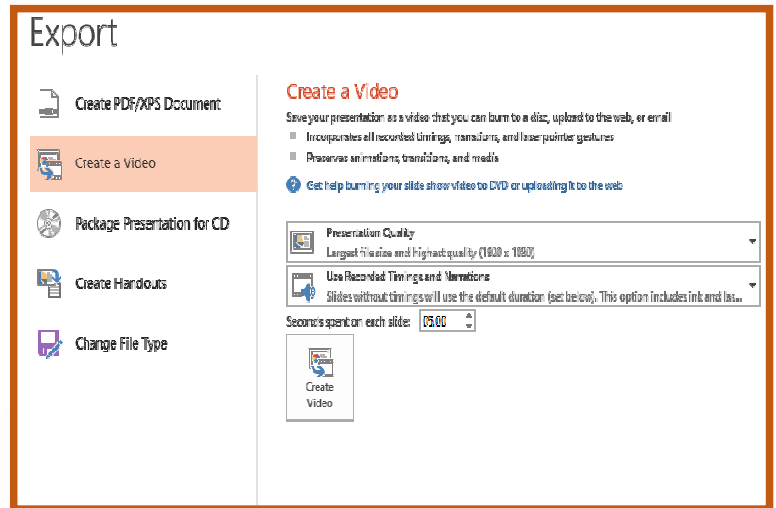 Export
Create PDF/XPS Document
Create a Video
Package Presentation for CD
Create Handouts
Change File Type
Create a Video
Save your presentation as a video that you can burn to a disc, upload to the web, or email
Incorporates all recorded timings, narrations, and laser pointer gestures
Preserves animations, transitions, and media
Get help burning your slide show video to DVD or uploading it to the web
Presentation Quality
Largest file size and highest quality (1920 x 1080)
Use Recorded Timings and Narrations
Slides without timings will use the default duration (set below). This option includes ink and las...
Seconds spent on each slide: 05.00
Create
Video